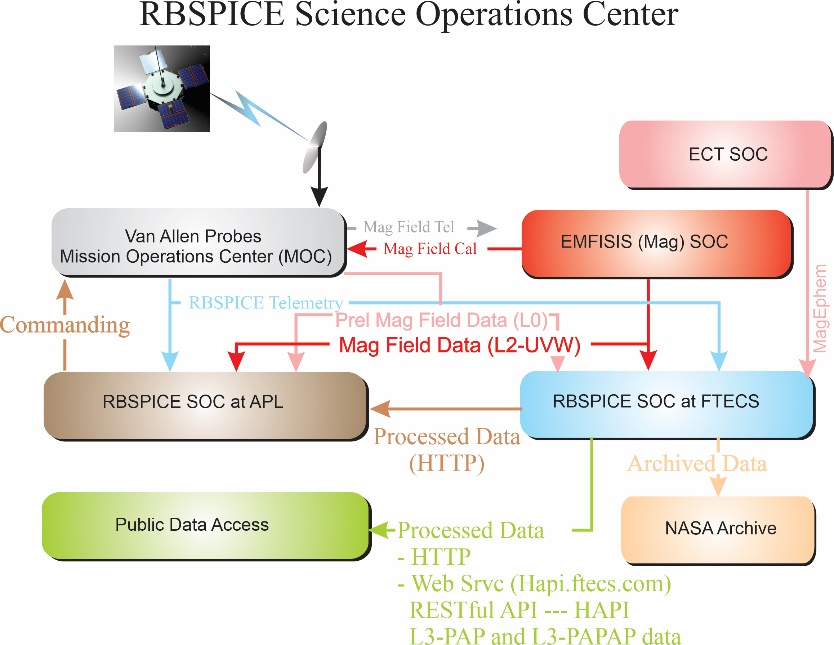 RBSPICE Science Operations Center
ECT SOC
Van Allen Probes
Mission Operations Center (MOC)
Mag Field Tel
Mag Field Cal
EMFISIS (Mag) SOC
MagEphem
RBSPICE Telemetry
Commanding
Prel Mag Field Data (L0)
Mag Field Data (L2-UVW)
RBSPICE SOC at APL
RBSPICE SOC at FTECS
Processed Data
(HTTP)
Archived Data
Public Data Access
NASA Archive
Processed Data
- HTTP
- Web Srvc (Hapi.ftecs.com)
RESTful API --- HAPI
L3-PAP and L3-PAPAP data